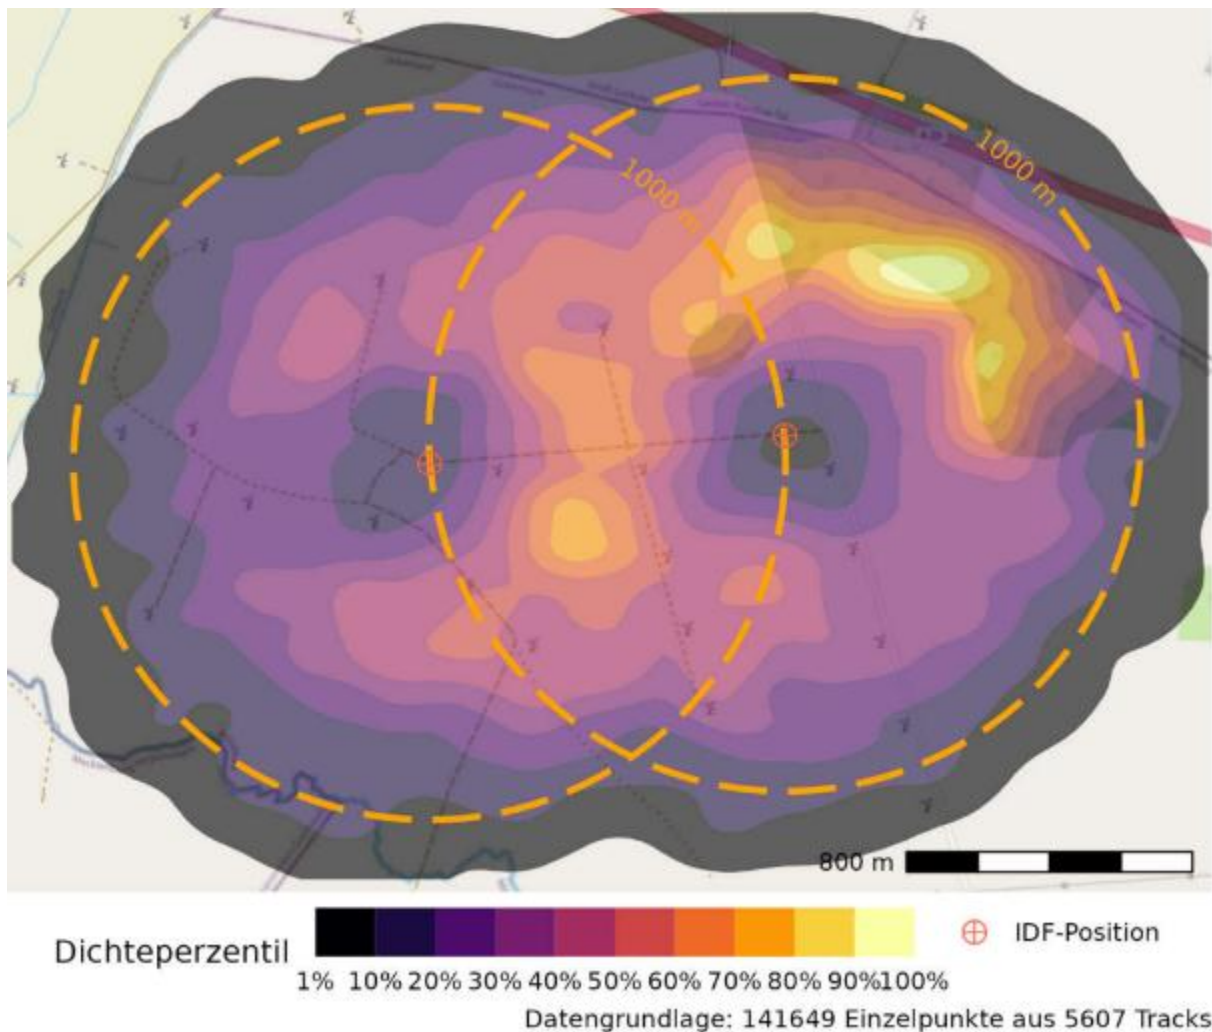 1000 m
1000 m
800 m
Dichteperzentil
1% 10% 20% 30% 40% 50% 60% 70% 80% 90%100%
IDF-Position
Datengrundlage: 141649 Einzelpunkte aus 5607 Tracks